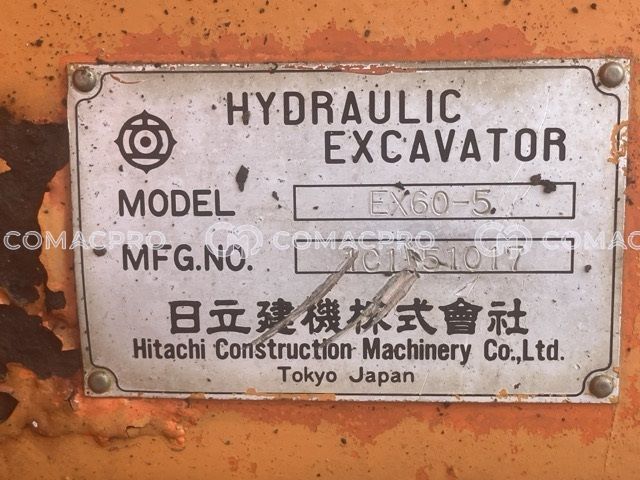 HYDRAULIC
EXCAVATOR
MODEL EX60-5
COMACPRO COMACPRO COMAC
MFG.NO.
日立建機株式會社
Hitachi Construction Machinery Co.,Ltd.
Tokyo Japan